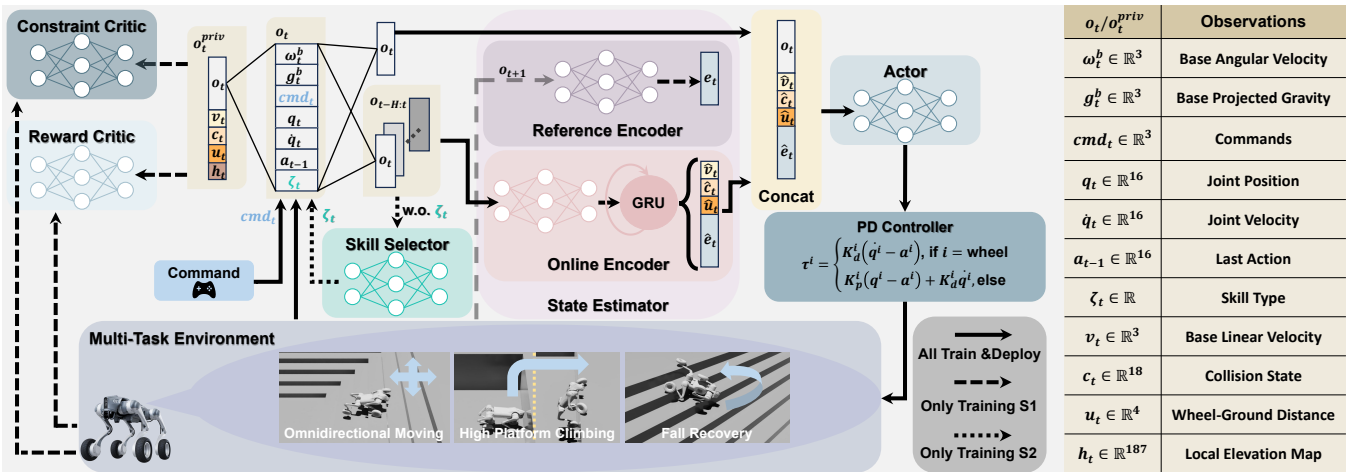 Constraint Critic
Reward Critic
o_t^{priv}
o_t
v_t
c_t
u_t
h_t
o_t
ω_t^b
g_t^b
cmd_t
q_t
q̇_t
a_{t-1}
ζ_t
cmd_t
ζ_t
Command
o_t
o_{t-H:t}
o_t
w.o. ζ_t
Skill Selector
o_{t+1}
e_t
Reference Encoder
GRU
v̂_t
ĉ_t
û_t
ê_t
Online Encoder
State Estimator
o_t
v̂_t
ĉ_t
û_t
ê_t
Concat
Actor
PD Controller
τ^i = { K_d^i(q̇^i − a^i), if i = wheel
K_p^i(q^i − a^i) + K_d^i q̇^i, else
Multi-Task Environment
Omnidirectional Moving
High Platform Climbing
Fall Recovery
All Train &Deploy
Only Training S1
Only Training S2
o_t/o_t^{priv} Observations
ω_t^b ∈ ℝ^3 Base Angular Velocity
g_t^b ∈ ℝ^3 Base Projected Gravity
cmd_t ∈ ℝ^3 Commands
q_t ∈ ℝ^16 Joint Position
q̇_t ∈ ℝ^16 Joint Velocity
a_{t-1} ∈ ℝ^16 Last Action
ζ_t ∈ ℝ Skill Type
v_t ∈ ℝ^3 Base Linear Velocity
c_t ∈ ℝ^18 Collision State
u_t ∈ ℝ^4 Wheel-Ground Distance
h_t ∈ ℝ^187 Local Elevation Map